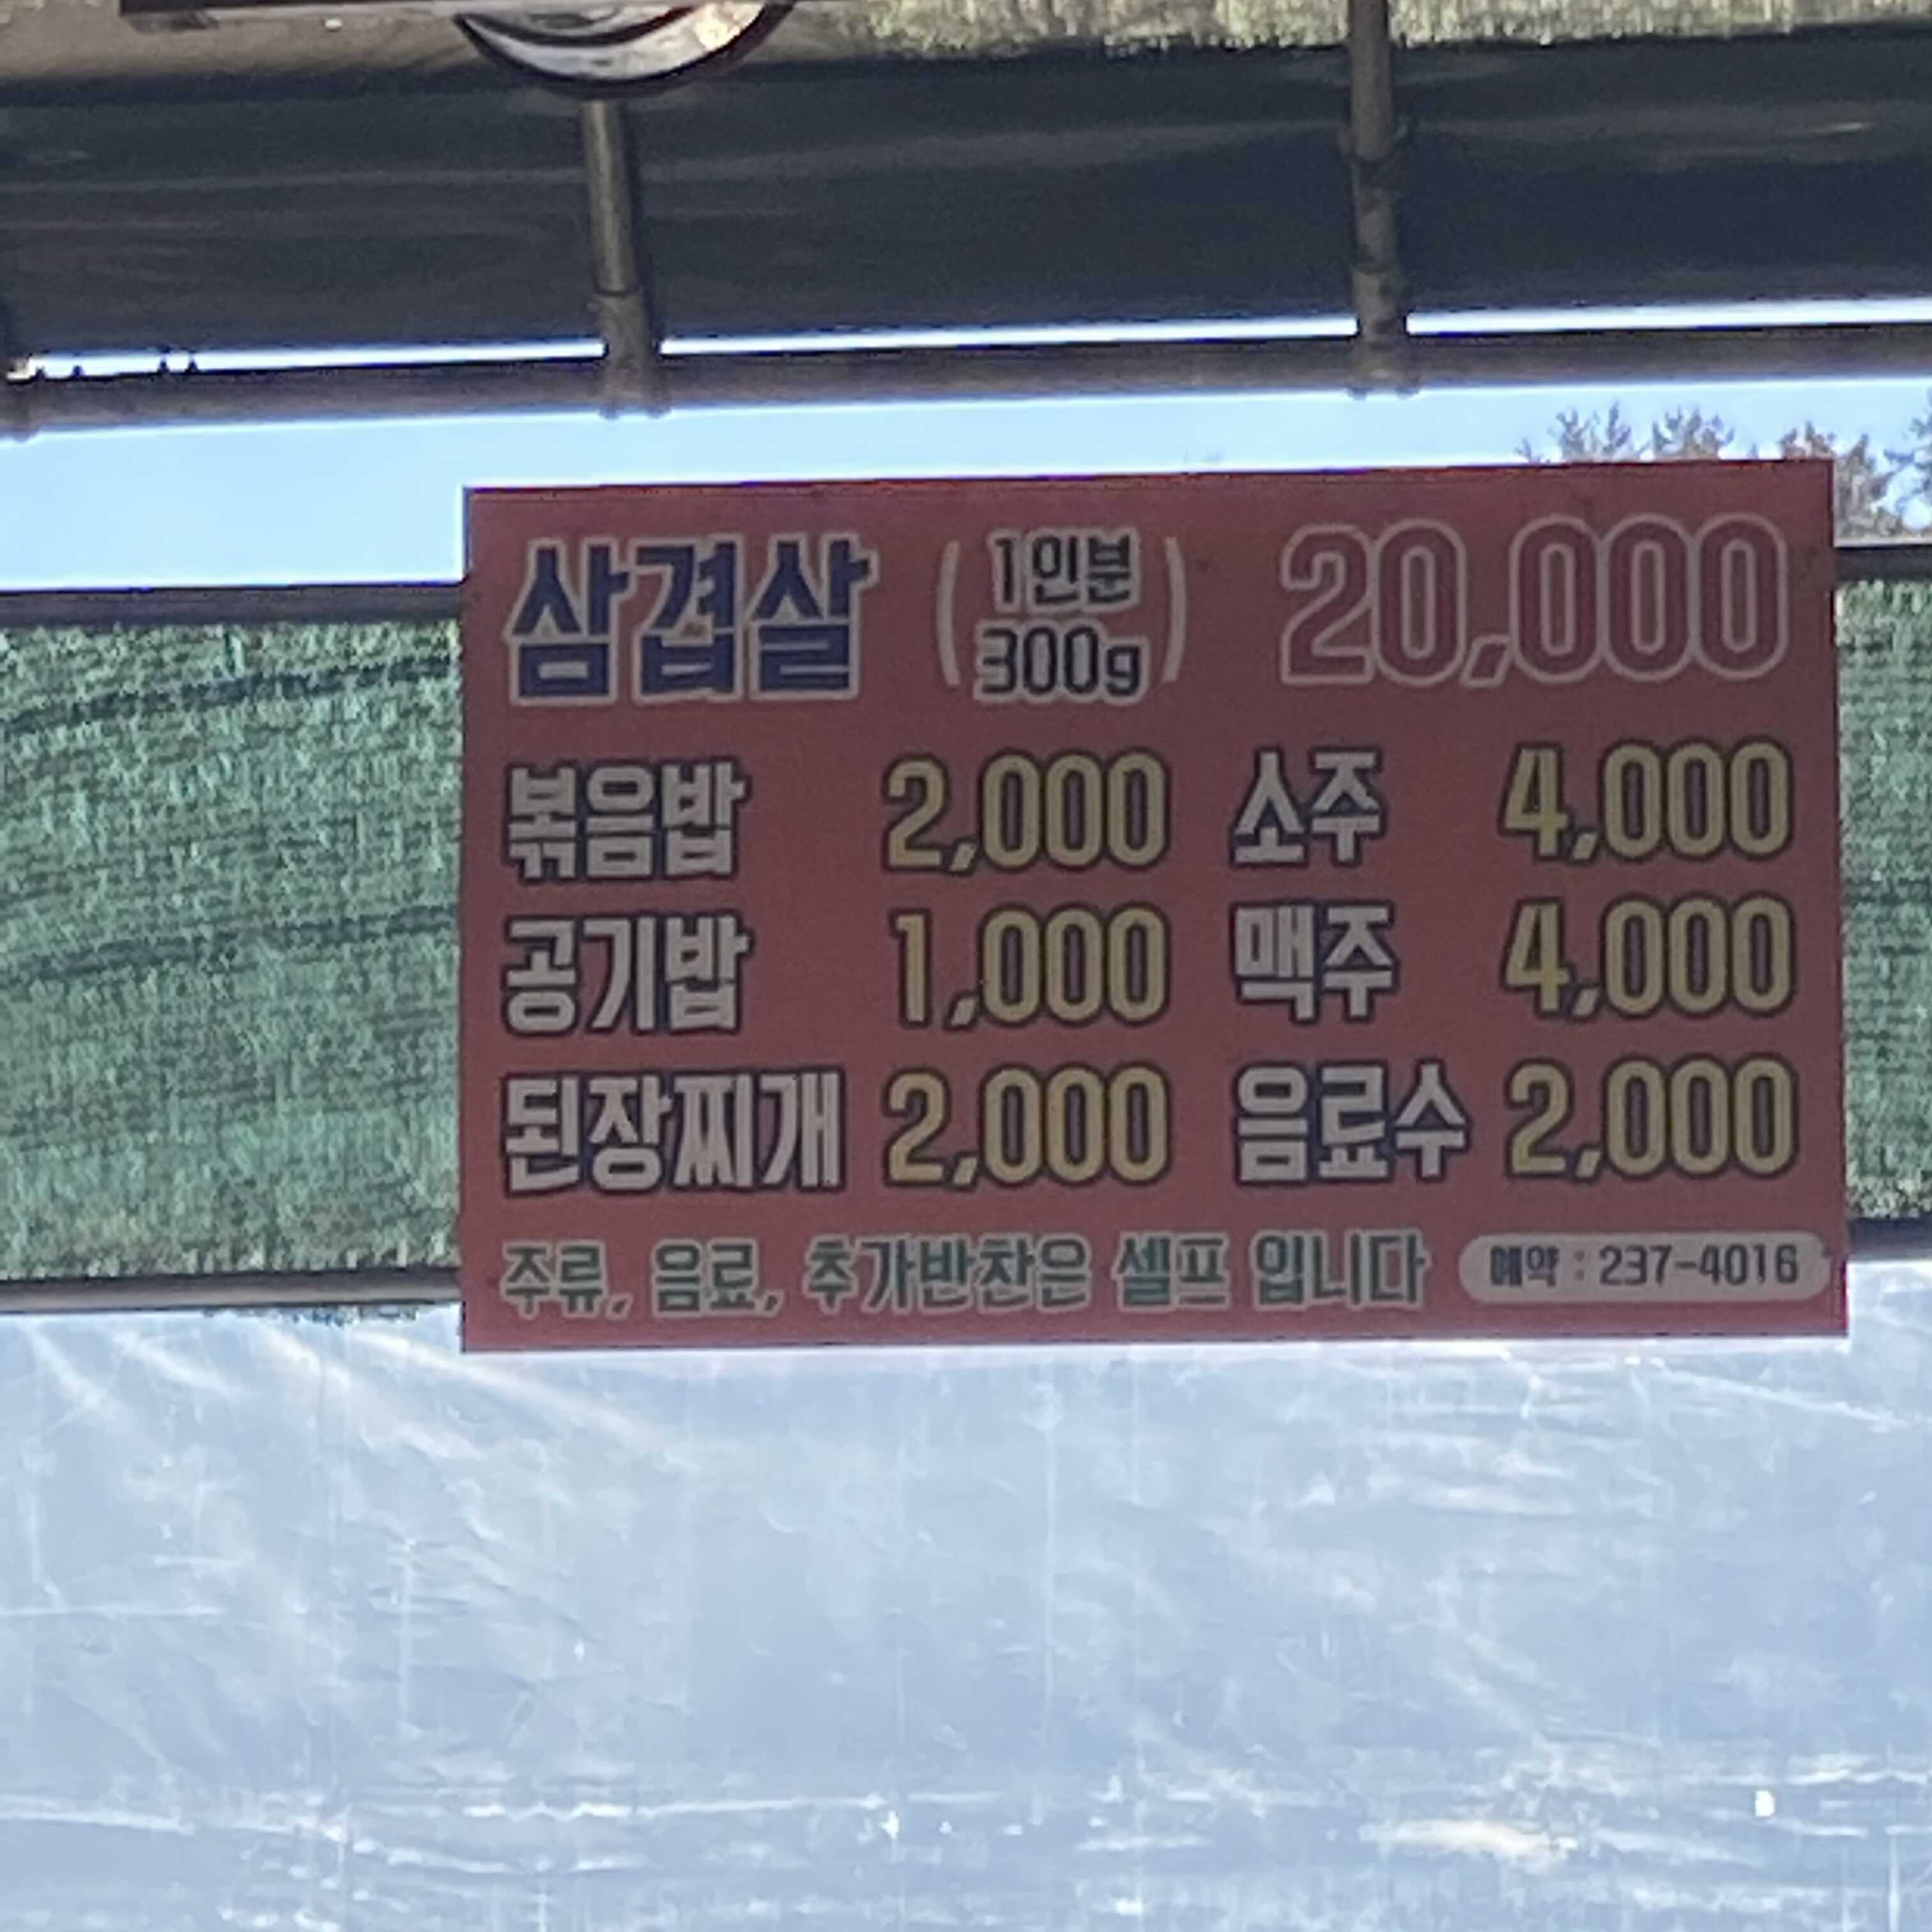 삼겹살 (1인분 300g) 20,000
볶음밥 2,000 소주 4,000
공기밥 1,000 맥주 4,000
된장찌개 2,000 음료수 2,000
주류, 음료, 추가반찬은 셀프 입니다 예약 : 237-4016